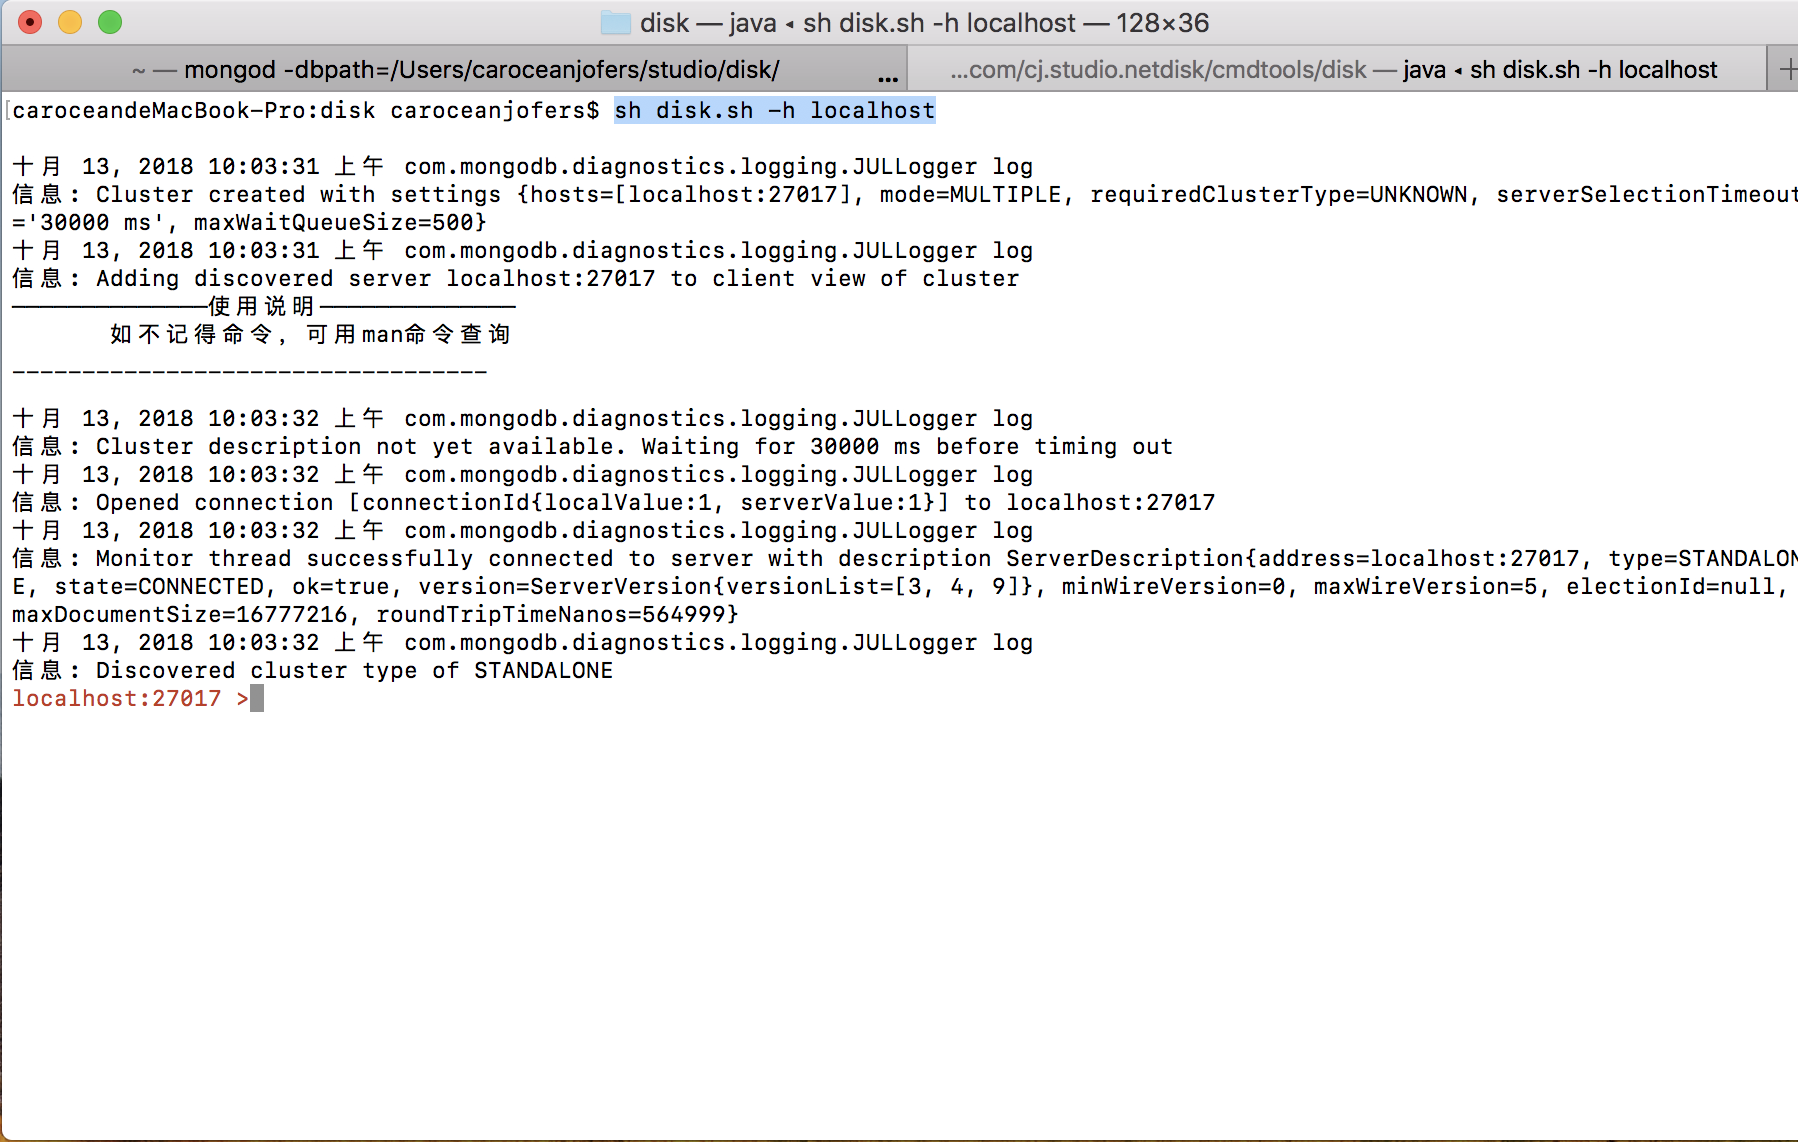 disk — java ◂ sh disk.sh -h localhost — 128×36
~ — mongod -dbpath=/Users/caroceanjofers/studio/disk/ ...
...com/cj.studio.netdisk/cmdtools/disk — java ◂ sh disk.sh -h localhost
[caroceandeMacBook-Pro:disk caroceanjofers$ sh disk.sh -h localhost
十月 13, 2018 10:03:31 上午 com.mongodb.diagnostics.logging.JULLogger log
信息: Cluster created with settings {hosts=[localhost:27017], mode=MULTIPLE, requiredClusterType=UNKNOWN, serverSelectionTimeout
='30000 ms', maxWaitQueueSize=500}
十月 13, 2018 10:03:31 上午 com.mongodb.diagnostics.logging.JULLogger log
信息: Adding discovered server localhost:27017 to client view of cluster
——————————————使用说明——————————————
如不记得命令，可用man命令查询
----------------------------------
十月 13, 2018 10:03:32 上午 com.mongodb.diagnostics.logging.JULLogger log
信息: Cluster description not yet available. Waiting for 30000 ms before timing out
十月 13, 2018 10:03:32 上午 com.mongodb.diagnostics.logging.JULLogger log
信息: Opened connection [connectionId{localValue:1, serverValue:1}] to localhost:27017
十月 13, 2018 10:03:32 上午 com.mongodb.diagnostics.logging.JULLogger log
信息: Monitor thread successfully connected to server with description ServerDescription{address=localhost:27017, type=STANDALON
E, state=CONNECTED, ok=true, version=ServerVersion{versionList=[3, 4, 9]}, minWireVersion=0, maxWireVersion=5, electionId=null,
maxDocumentSize=16777216, roundTripTimeNanos=564999}
十月 13, 2018 10:03:32 上午 com.mongodb.diagnostics.logging.JULLogger log
信息: Discovered cluster type of STANDALONE
localhost:27017 >